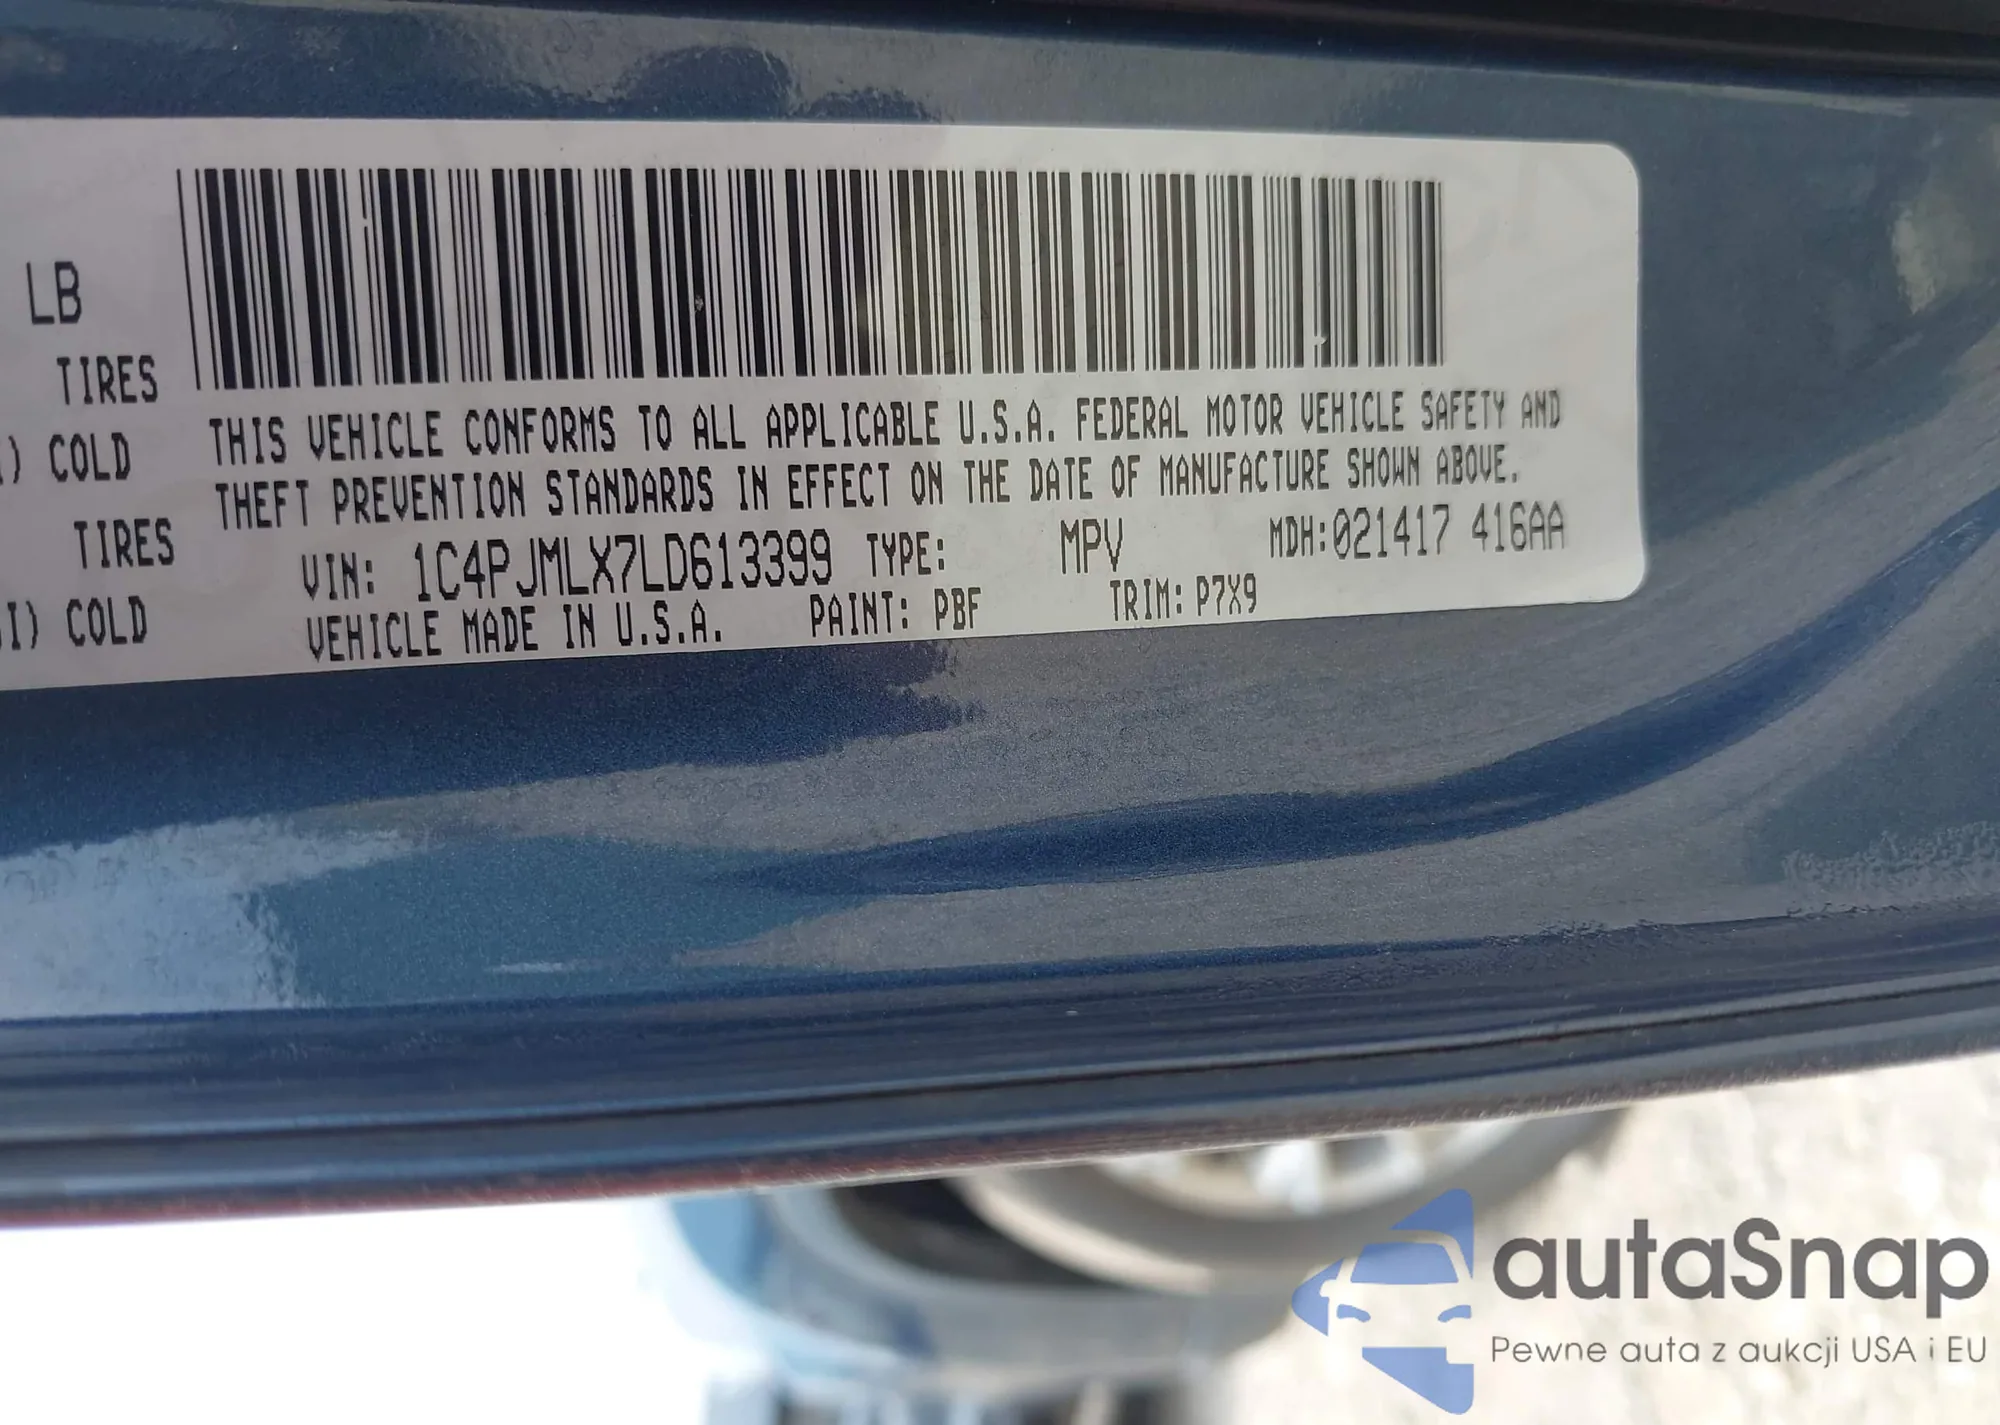 LB
TIRES
) COLD
TIRES
I) COLD
THIS VEHICLE CONFORMS TO ALL APPLICABLE U.S.A. FEDERAL MOTOR VEHICLE SAFETY AND
THEFT PREVENTION STANDARDS IN EFFECT ON THE DATE OF MANUFACTURE SHOWN ABOVE.
VIN: 1C4PJMLX7LD613399 TYPE: MPV MDH:021417 416AA
VEHICLE MADE IN U.S.A. PAINT: PBF TRIM: P7X9
autaSnap
Pewne auta z aukcji USA i EU